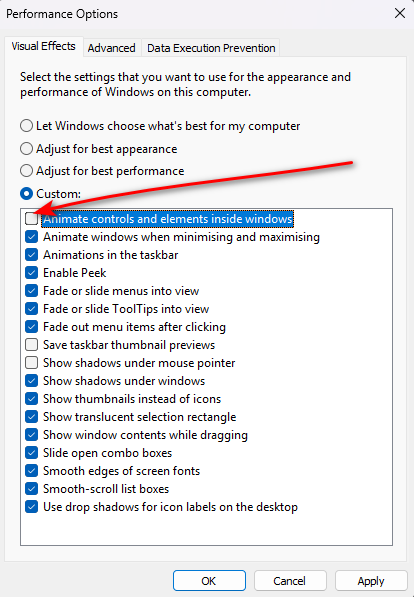 Performance Options
Visual Effects Advanced Data Execution Prevention
Select the settings that you want to use for the appearance and
performance of Windows on this computer.
Let Windows choose what's best for my computer
Adjust for best appearance
Adjust for best performance
Custom:
Animate controls and elements inside windows
Animate windows when minimising and maximising
Animations in the taskbar
Enable Peek
Fade or slide menus into view
Fade or slide ToolTips into view
Fade out menu items after clicking
Save taskbar thumbnail previews
Show shadows under mouse pointer
Show shadows under windows
Show thumbnails instead of icons
Show translucent selection rectangle
Show window contents while dragging
Slide open combo boxes
Smooth edges of screen fonts
Smooth-scroll list boxes
Use drop shadows for icon labels on the desktop
OK Cancel Apply